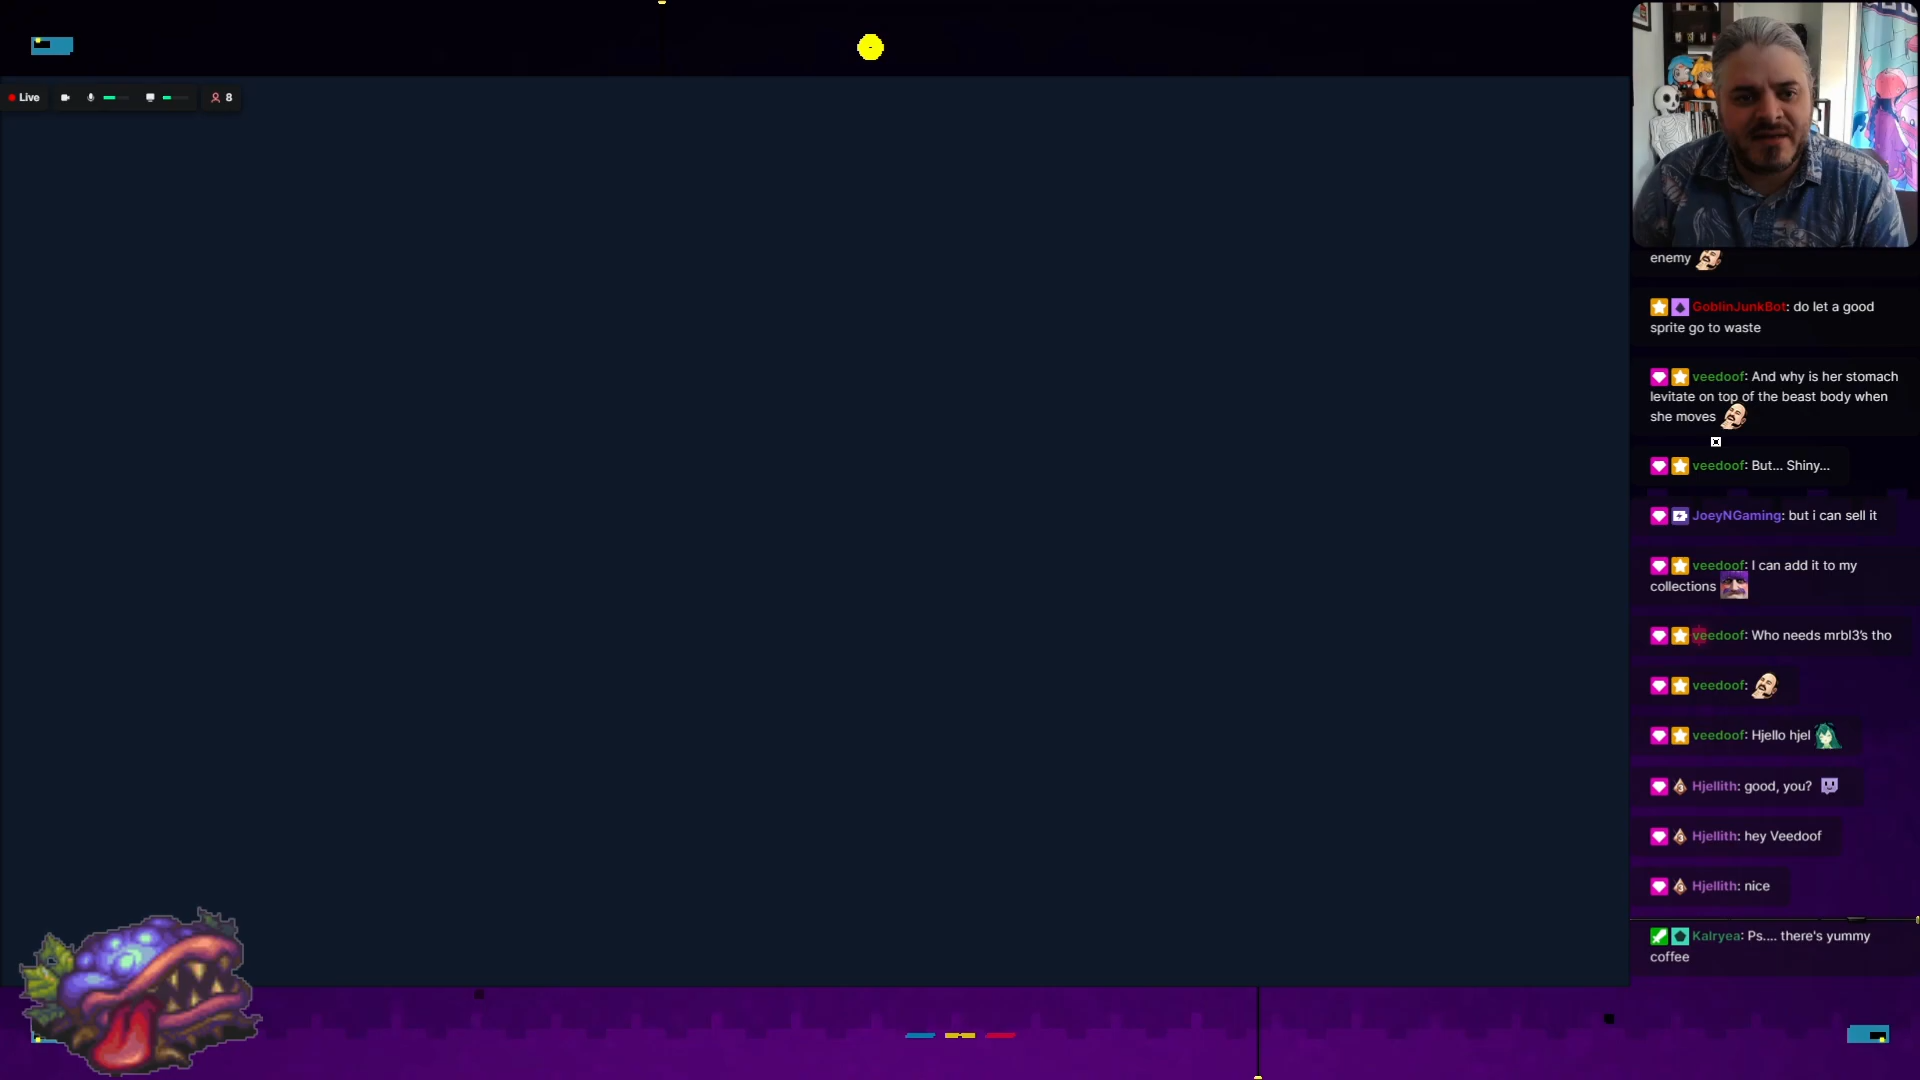 Live
8
enemy
GoblinJunkBot: do let a good
sprite go to waste
veedoof: And why is her stomach
levitate on top of the beast body when
she moves
veedoof: But... Shiny...
JoeyNGaming: but i can sell it
veedoof: I can add it to my
collections
veedoof: Who needs mrbl3's tho
veedoof:
veedoof: Hjello hjel
Hjellith: good, you?
Hjellith: hey Veedoof
Hjellith: nice
Kalryea: Ps.... there's yummy
coffee